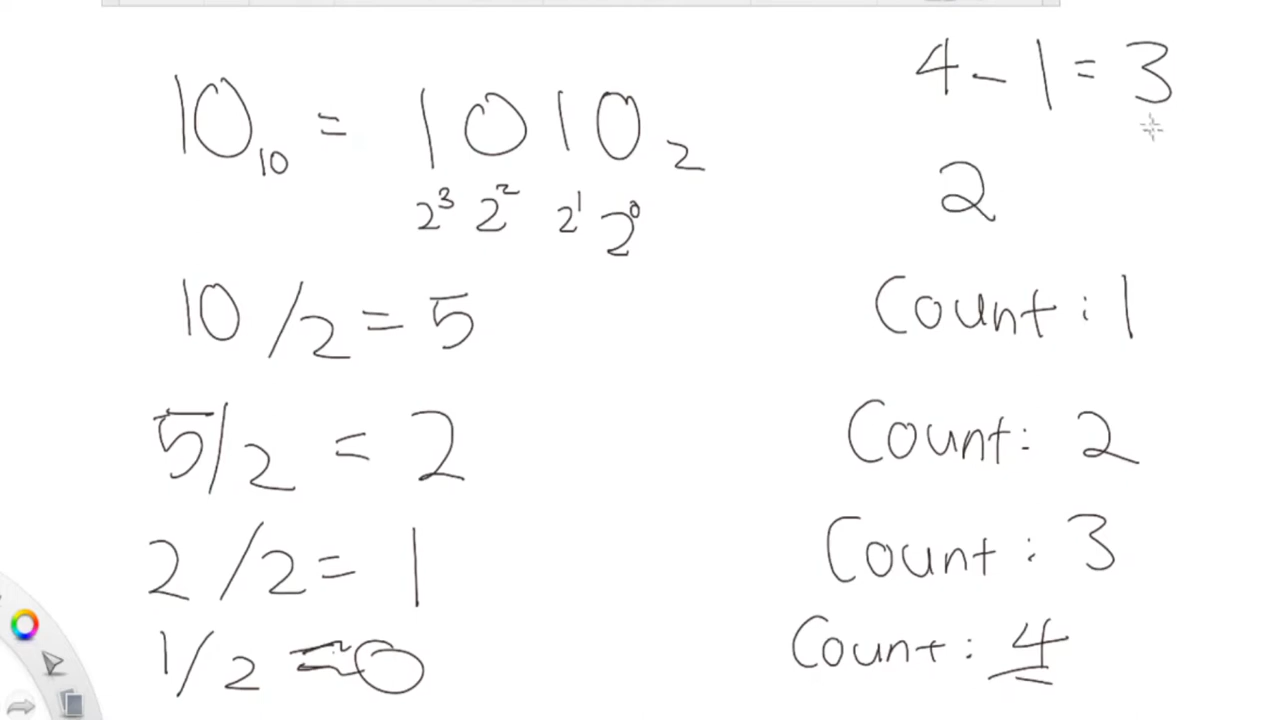 10₁₀ = 1010₂
2³ 2² 2¹ 2⁰
10/2 = 5
5/2 = 2
2/2 = 1
1/2 = 0
4 - 1 = 3
2
Count: 1
Count: 2
Count: 3
Count: 4